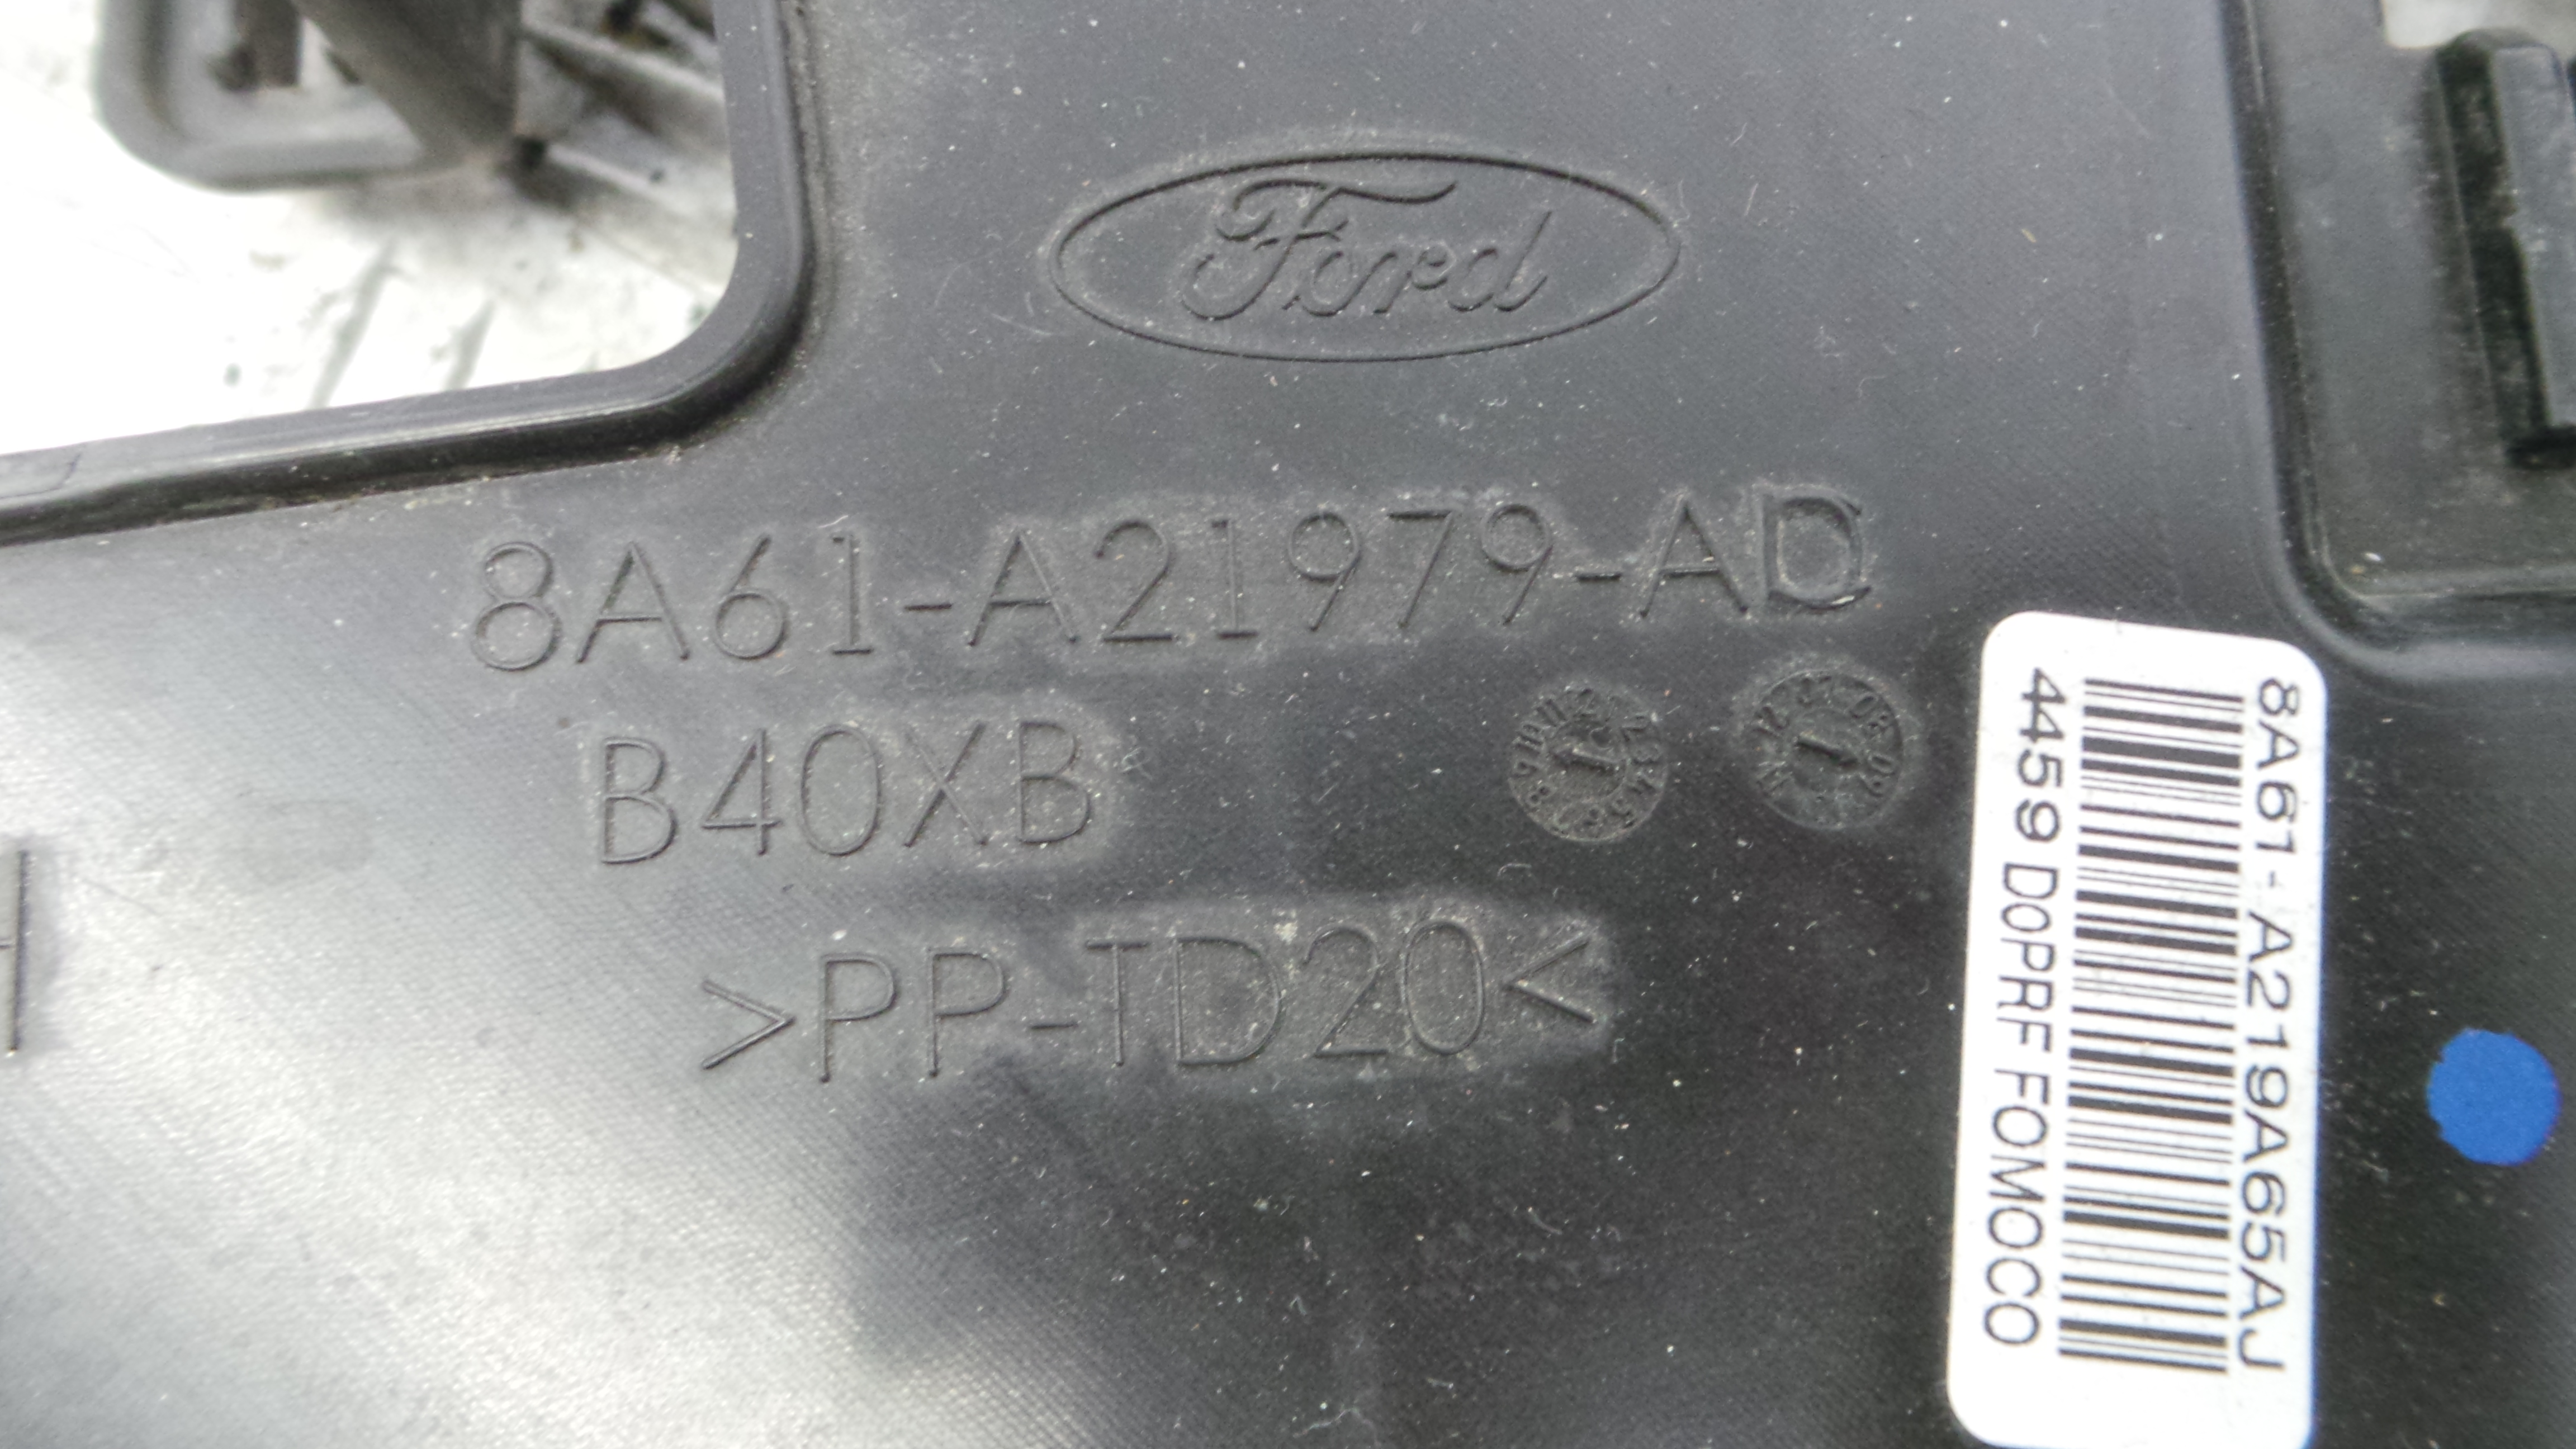 Ford
8A61-A21979-AD
B40XB
>PP-TD20<
8A61-A219A65AJ
4459 D0PRF FOMOCO